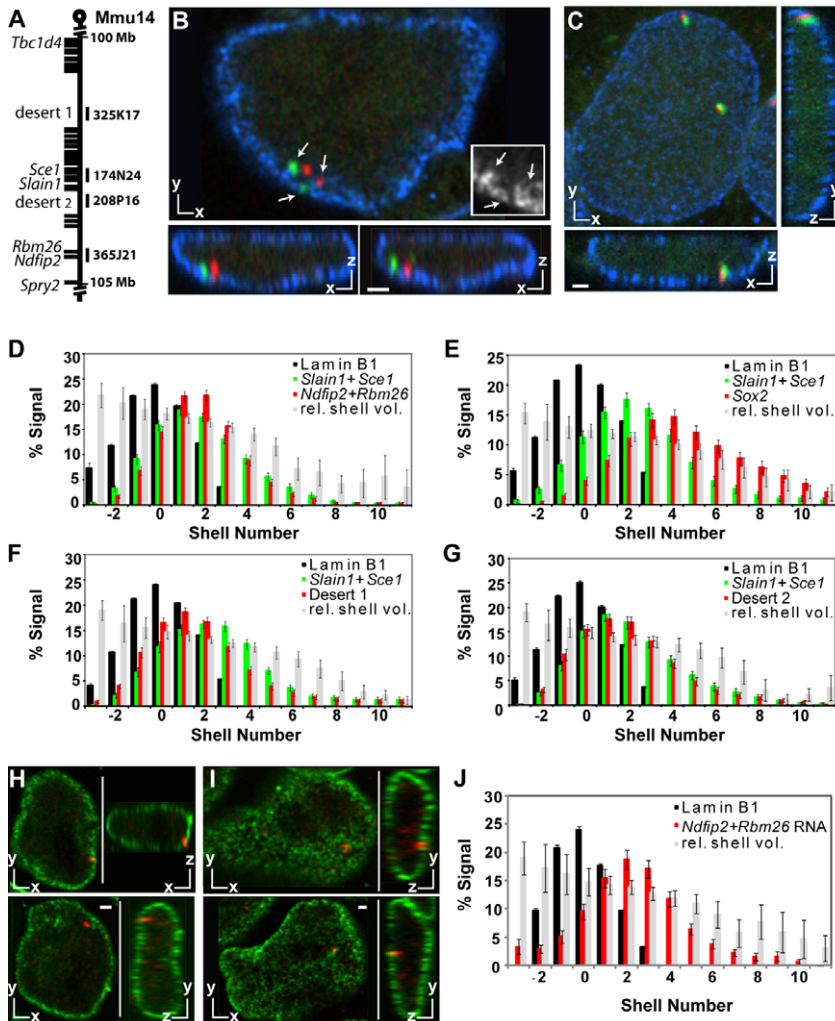 A
Mmu14
Tbc1d4
100 Mb
desert 1
325K17
Sce1
174N24
Slain1
desert 2
208P16
Rbm26
365J21
Ndfip2
Spry2
105 Mb
B
y
x
z
x
z
x
C
y
x
z
y
z
x
D
30
25
20
15
10
5
0
% Signal
Lamin B1
Slain1+Sce1
Ndfip2+Rbm26
rel. shell vol.
-2 0 2 4 6 8 10
Shell Number
E
25
20
15
10
5
0
% Signal
Lamin B1
Slain1+Sce1
Sox2
rel. shell vol.
-2 0 2 4 6 8 10
Shell Number
F
30
25
20
15
10
5
0
% Signal
Lamin B1
Slain1+Sce1
Desert 1
rel. shell vol.
-2 0 2 4 6 8 10
Shell Number
G
30
25
20
15
10
5
0
% Signal
Lamin B1
Slain1+Sce1
Desert 2
rel. shell vol.
-2 0 2 4 6 8 10
Shell Number
H
y
x
z
x
y
x
z
y
I
y
x
z
y
y
x
z
y
J
30
25
20
15
10
5
0
% Signal
Lamin B1
Ndfip2+Rbm26 RNA
rel. shell vol.
-2 0 2 4 6 8 10
Shell Number